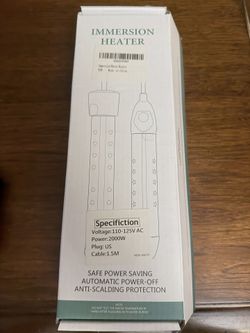 IMMERSION
HEATER
Specifiction
Voltage:110-125V AC
Power:2000W
Plug: US
Cable:1.5M
SAFE POWER SAVING
AUTOMATIC POWER-OFF
ANTI-SCALDING PROTECTION